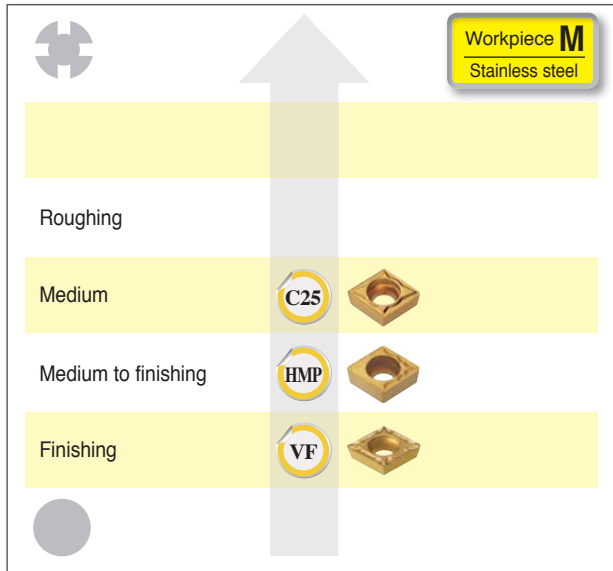 Workpiece M
Stainless steel
Roughing
Medium
C25
Medium to finishing
HMP
Finishing
VF